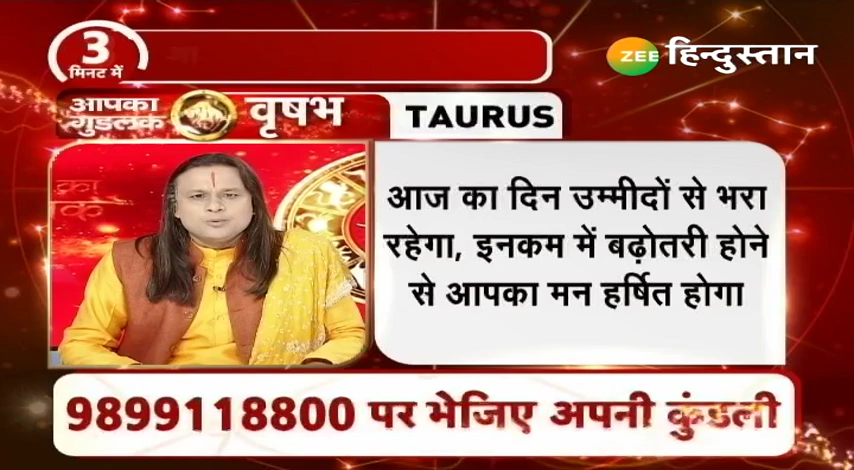 3
मिनट में
ZEE हिन्दुस्तान
आपका
गुडलक
वृषभ
TAURUS
आज का दिन उम्मीदों से भरा
रहेगा, इनकम में बढ़ोतरी होने
से आपका मन हर्षित होगा
9899118800 पर भेजिए अपनी कुंडली